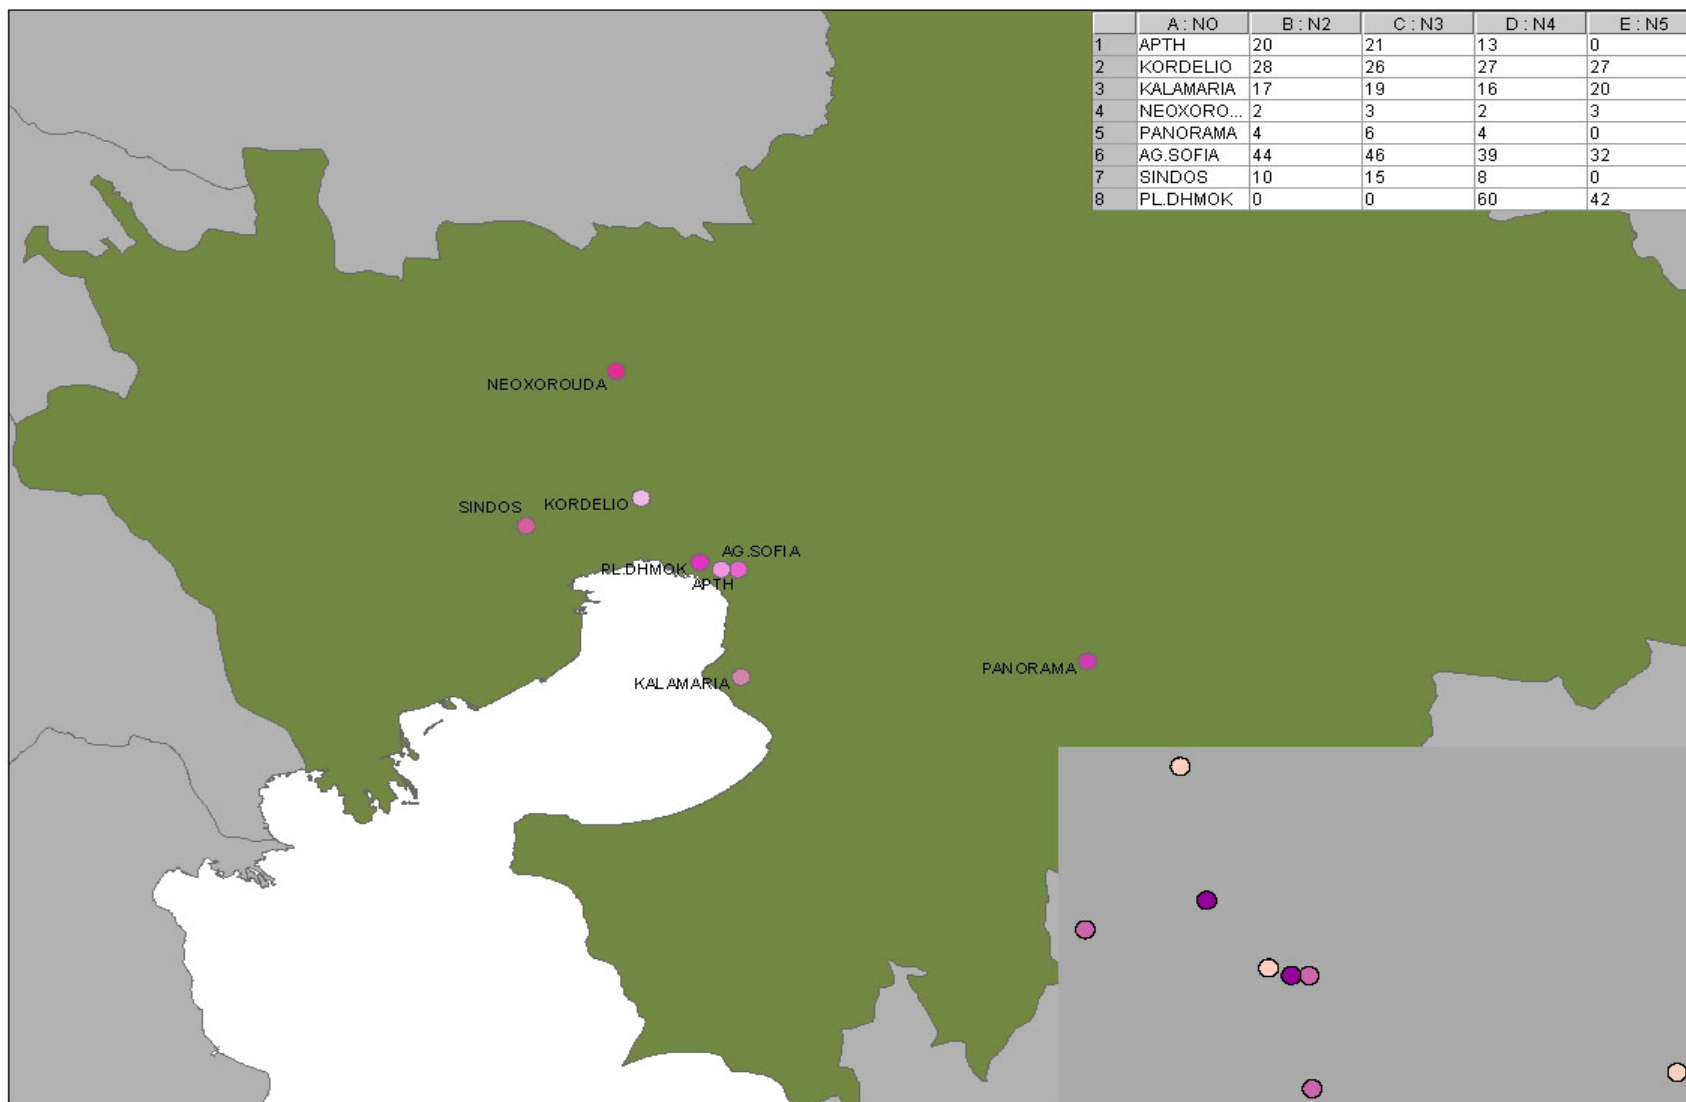 A : NO B : N2 C : N3 D : N4 E : N5
1 APTH 20 21 13 0
2 KORDELIO 28 26 27 27
3 KALAMARIA 17 19 16 20
4 NEOXORO... 2 3 2 3
5 PANORAMA 4 6 4 0
6 AG.SOFIA 44 46 39 32
7 SINDOS 10 15 8 0
8 PL.DHMOK 0 0 60 42
NEOXOROUDA
SINDOS
KORDELIO
AG.SOFIA
PL.DHMOK
APTH
PANORAMA
KALAMARIA